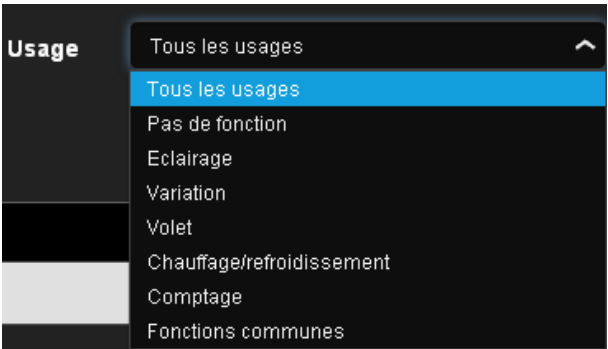 Usage Tous les usages
Tous les usages
Pas de fonction
Eclairage
Variation
Volet
Chauffage/refroidissement
Comptage
Fonctions communes